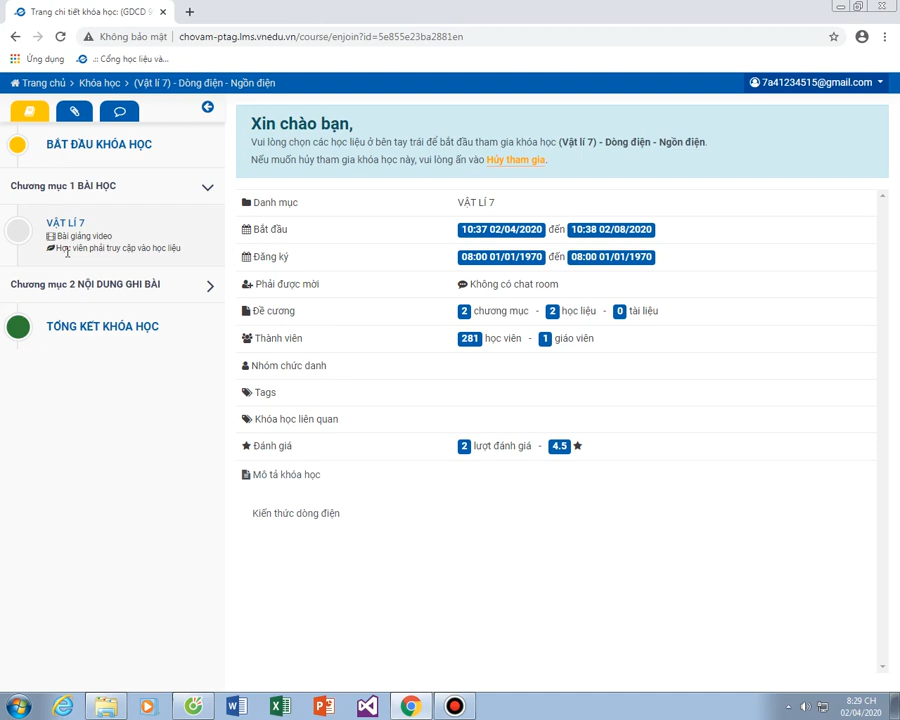 Trang chi tiết khóa học: (GDCD 9
Không bảo mật
chovam-ptag.lms.vnedu.vn/course/enjoin?id=5e855e23ba2881en
Ứng dụng
.:: Cổng học liệu và...
Trang chủ > Khóa học > (Vật lí 7) - Dòng điện - Nguồn điện
7a41234515@gmail.com
BẮT ĐẦU KHÓA HỌC
Chương mục 1 BÀI HỌC
VẬT LÍ 7
Bài giảng video
Học viên phải truy cập vào học liệu
Chương mục 2 NỘI DUNG GHI BÀI
TỔNG KẾT KHÓA HỌC
Xin chào bạn,
Vui lòng chọn các học liệu ở bên tay trái để bắt đầu tham gia khóa học (Vật lí 7) - Dòng điện - Nguồn điện.
Nếu muốn hủy tham gia khóa học này, vui lòng ấn vào Hủy tham gia.
Danh mục VẬT LÍ 7
Bắt đầu 10:37 02/04/2020 đến 10:38 02/08/2020
Đăng ký 08:00 01/01/1970 đến 08:00 01/01/1970
Phải được mời Không có chat room
Đề cương 2 chương mục - 2 học liệu - 0 tài liệu
Thành viên 281 học viên - 1 giáo viên
Nhóm chức danh
Tags
Khóa học liên quan
Đánh giá 2 lượt đánh giá - 4.5
Mô tả khóa học
Kiến thức dòng điện
8:29 CH
02/04/2020